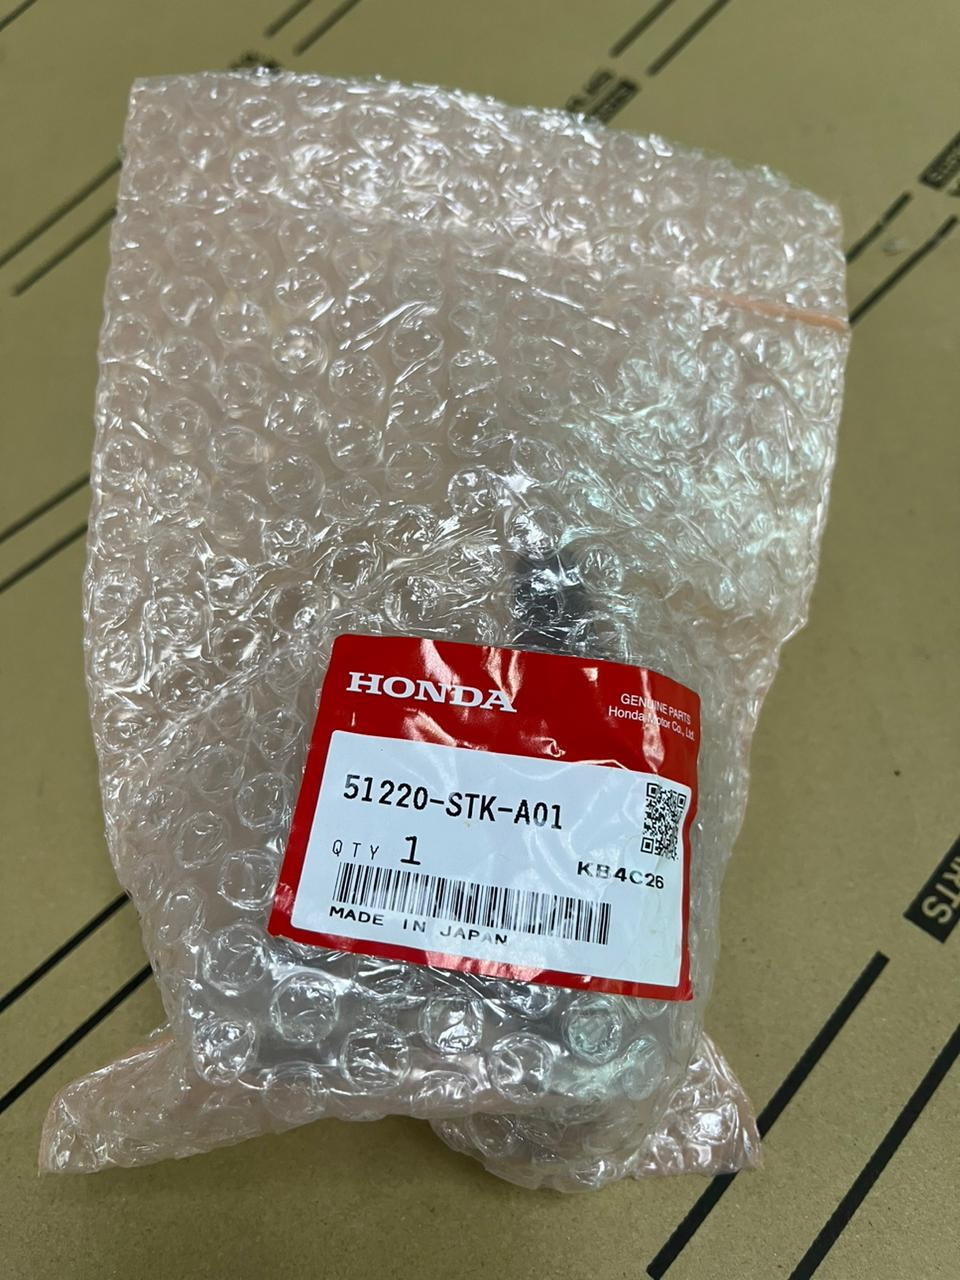 HONDA
GENUINE PARTS
Honda Motor Co., Ltd.
51220-STK-A01
QTY 1
KB4C26
MADE IN JAPAN